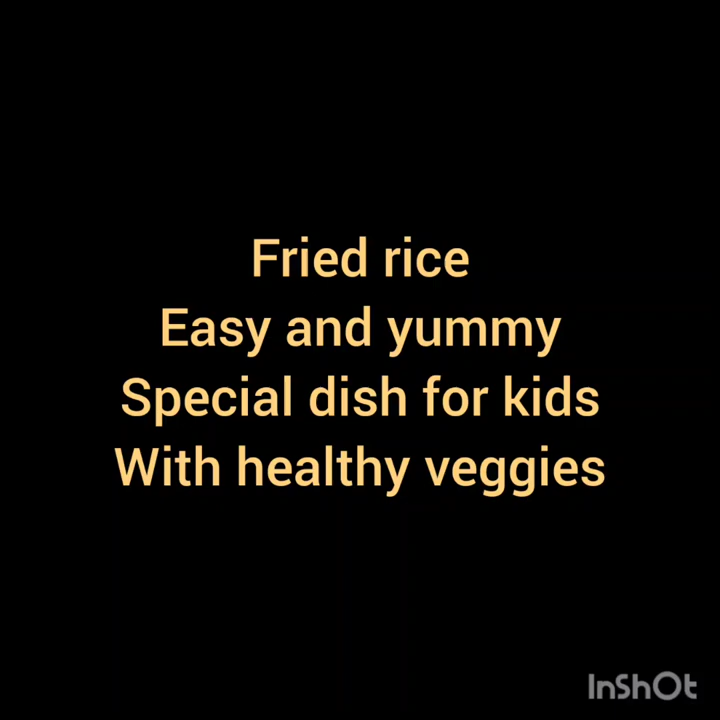 Fried rice
Easy and yummy
Special dish for kids
With healthy veggies
InShOt